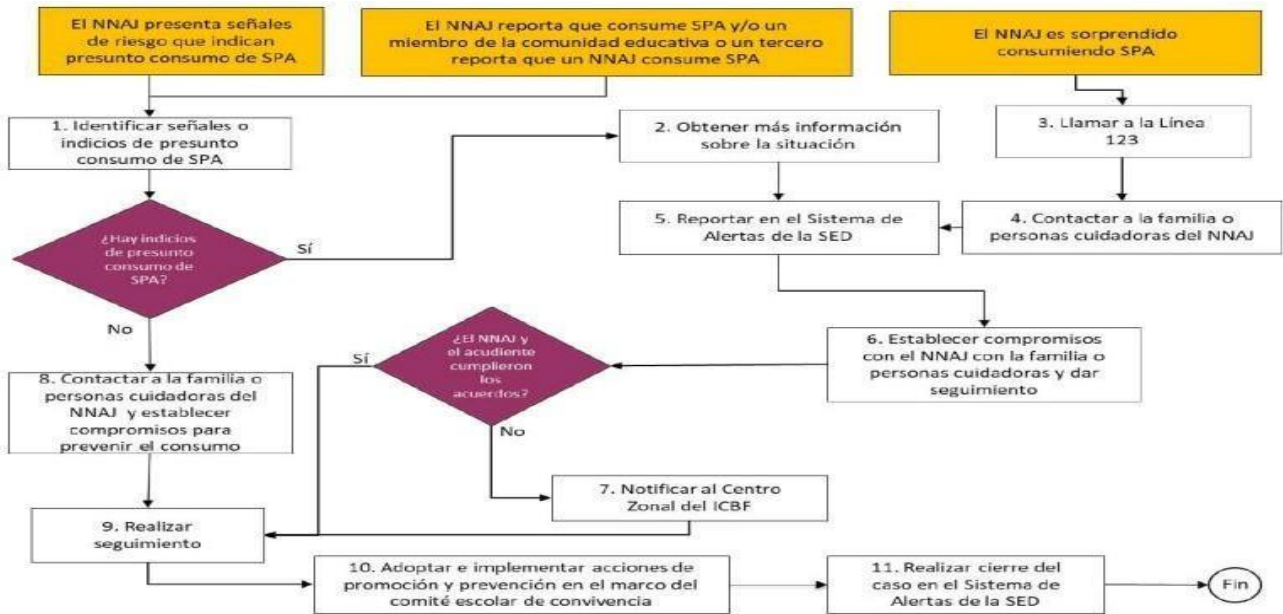 El NNAJ presenta señales
de riesgo que indican
presunto consumo de SPA
El NNAJ reporta que consume SPA y/o un
miembro de la comunidad educativa o un tercero
reporta que un NNAJ consume SPA
El NNAJ es sorprendido
consumiendo SPA
1. Identificar señales o
indicios de presunto
consumo de SPA
2. Obtener más información
sobre la situación
3. Llamar a la Línea
123
¿Hay indicios
de presunto
consumo de
SPA?
Sí
5. Reportar en el Sistema de
Alertas de la SED
4. Contactar a la familia o
personas cuidadoras del NNAJ
No
¿El NNAJ y
el acudiente
cumplieron
los
acuerdos?
Sí
6. Establecer compromisos
con el NNAJ con la familia o
personas cuidadoras y dar
seguimiento
8. Contactar a la familia o
personas cuidadoras del
NNAJ y establecer
compromisos para
prevenir el consumo
No
7. Notificar al Centro
Zonal del ICBF
9. Realizar
seguimiento
10. Adoptar e implementar acciones de
promoción y prevención en el marco del
comité escolar de convivencia
11. Realizar cierre del
caso en el Sistema de
Alertas de la SED
Fin